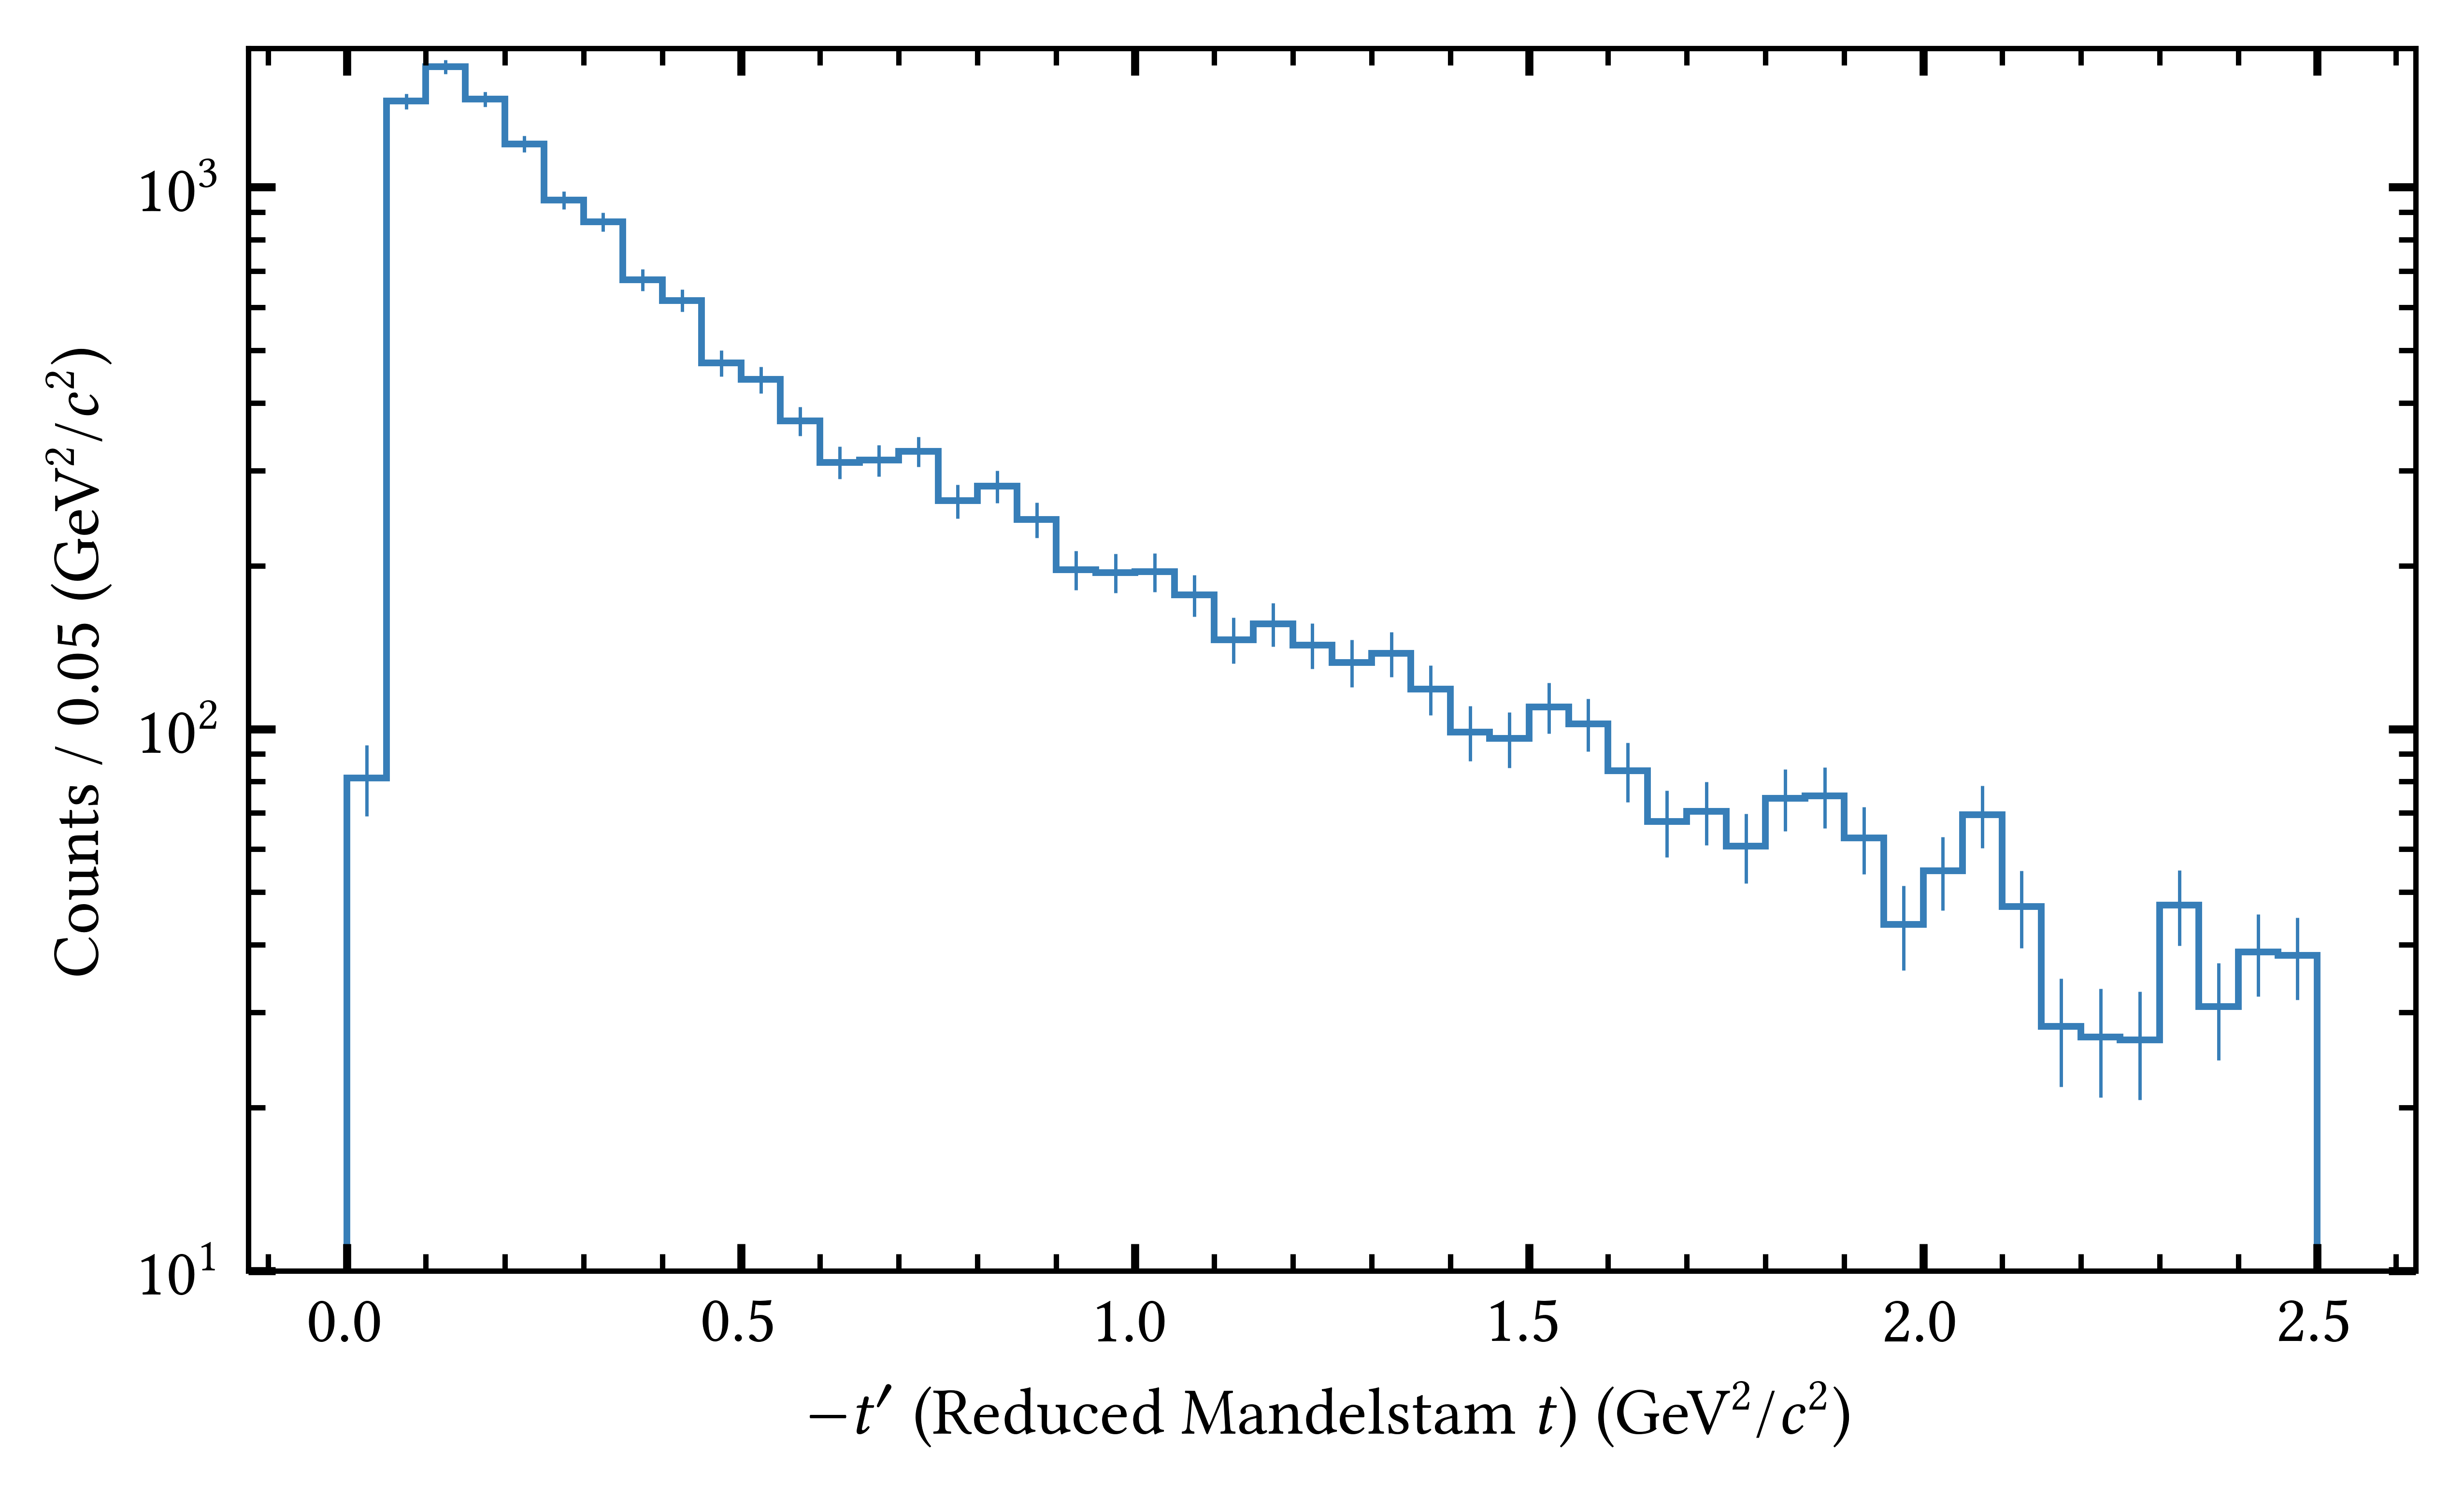 Counts / 0.05 (GeV²/c²)
10³
10²
10¹
0.0 0.5 1.0 1.5 2.0 2.5
−t′ (Reduced Mandelstam t) (GeV²/c²)